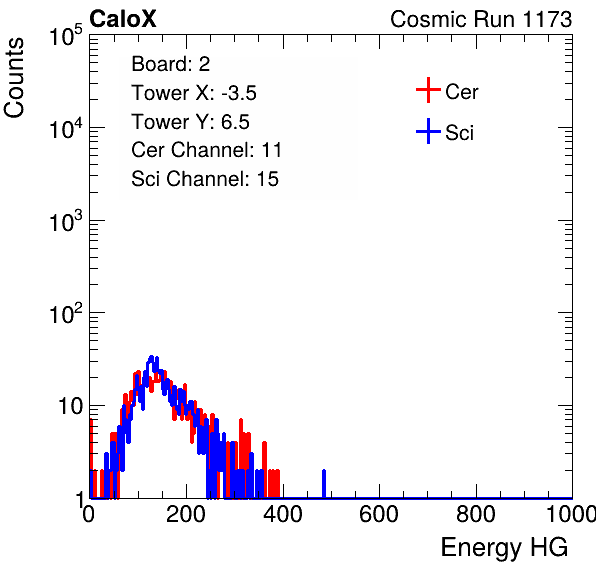 CaloX Cosmic Run 1173
Counts
10^5
10^4
10^3
10^2
10
1
Board: 2
Tower X: -3.5
Tower Y: 6.5
Cer Channel: 11
Sci Channel: 15
Cer
Sci
0 200 400 600 800 1000
Energy HG